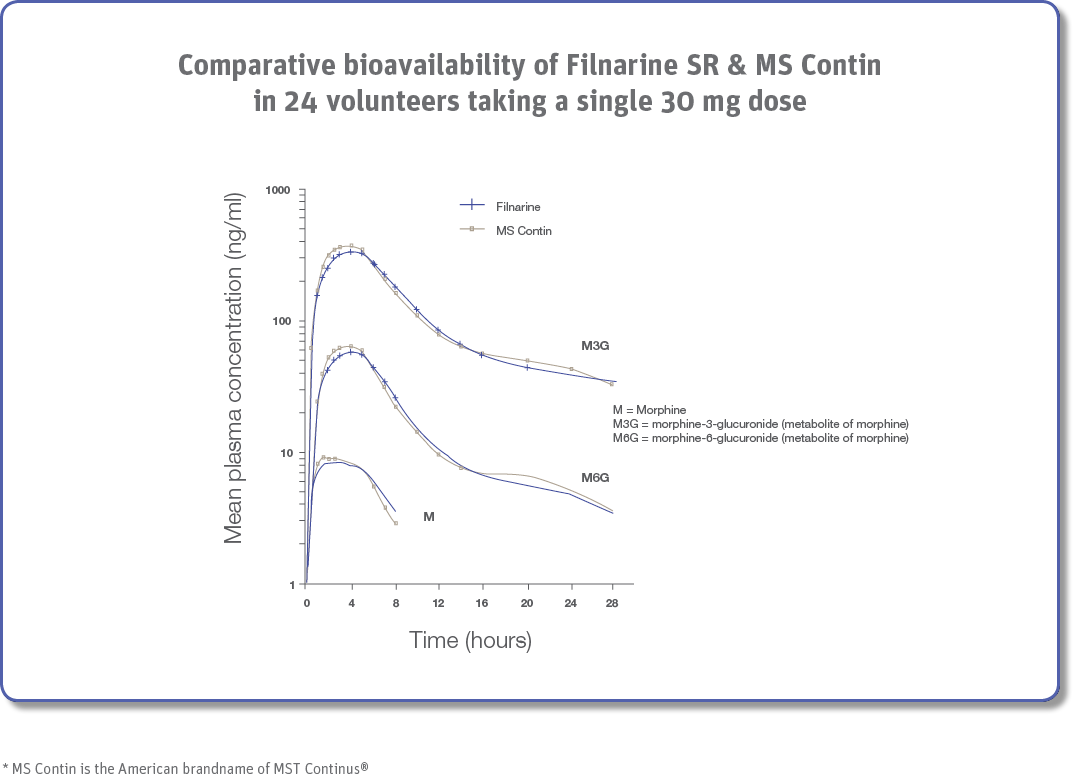 Comparative bioavailability of Filnarine SR & MS Contin
in 24 volunteers taking a single 30 mg dose
Mean plasma concentration (ng/ml)
1000
100
10
1
Filnarine
MS Contin
M3G
M = Morphine
M3G = morphine-3-glucuronide (metabolite of morphine)
M6G = morphine-6-glucuronide (metabolite of morphine)
M6G
M
0 4 8 12 16 20 24 28
Time (hours)
* MS Contin is the American brandname of MST Continus®